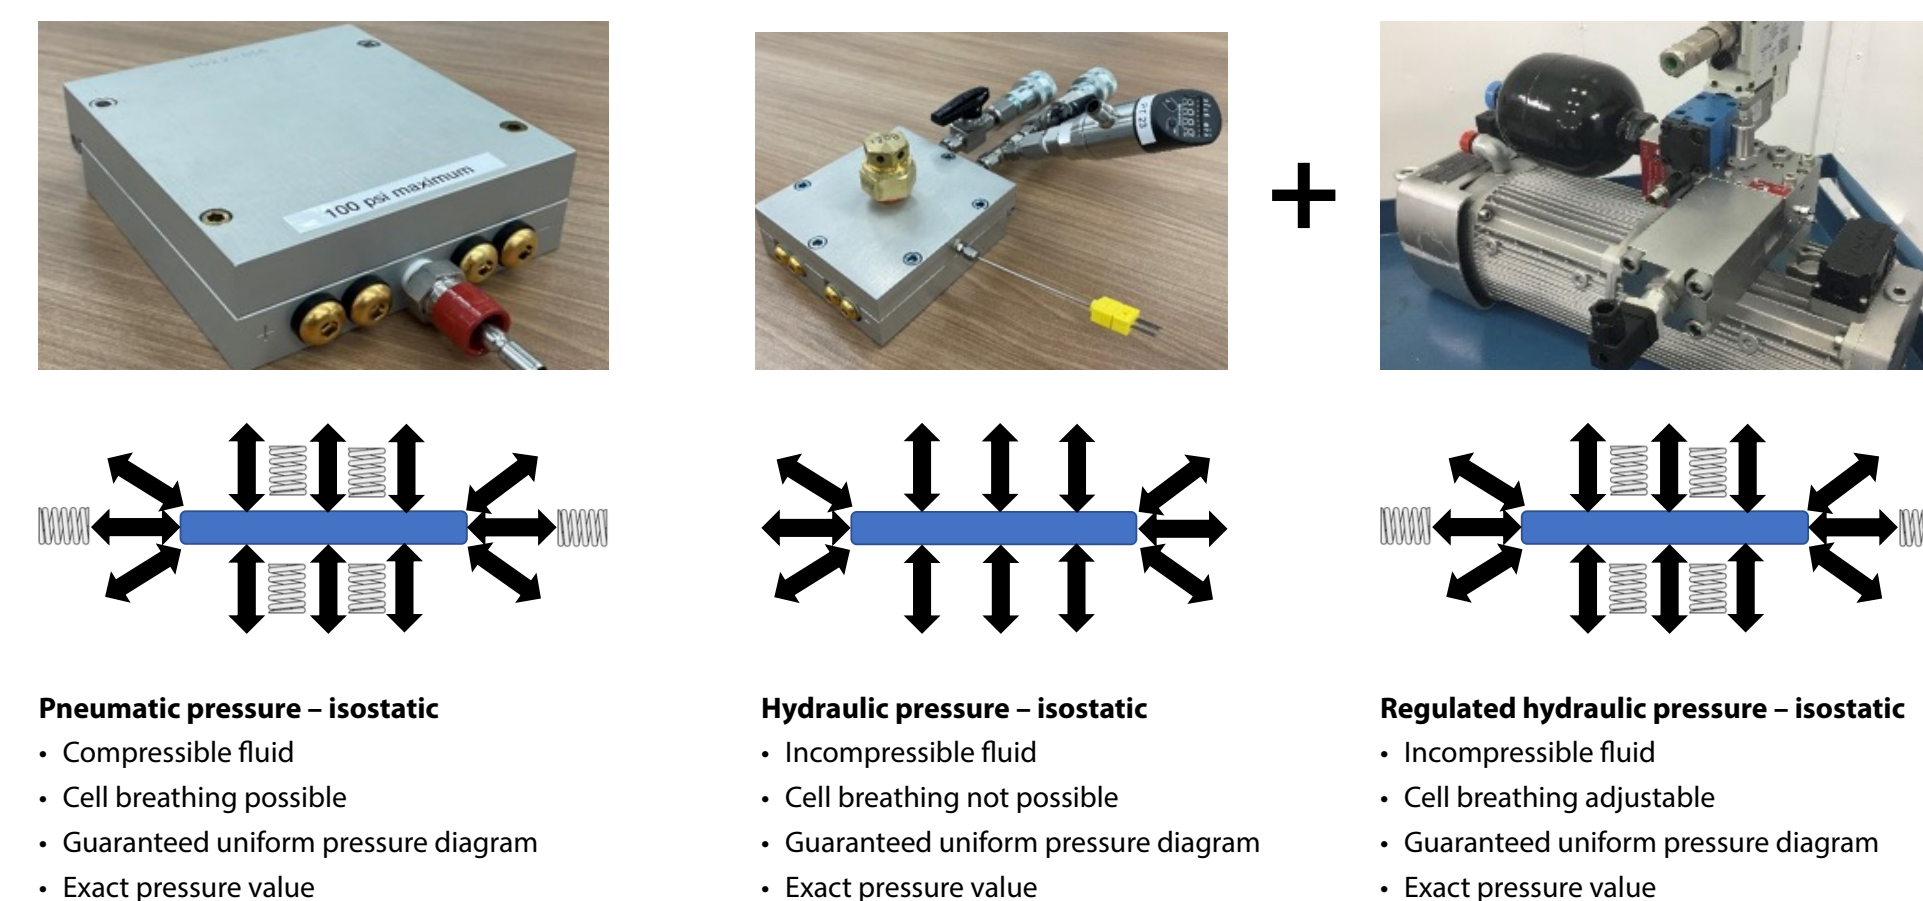 100 psi maximum
PT 23
+
Pneumatic pressure – isostatic
• Compressible fluid
• Cell breathing possible
• Guaranteed uniform pressure diagram
• Exact pressure value
Hydraulic pressure – isostatic
• Incompressible fluid
• Cell breathing not possible
• Guaranteed uniform pressure diagram
• Exact pressure value
Regulated hydraulic pressure – isostatic
• Incompressible fluid
• Cell breathing adjustable
• Guaranteed uniform pressure diagram
• Exact pressure value